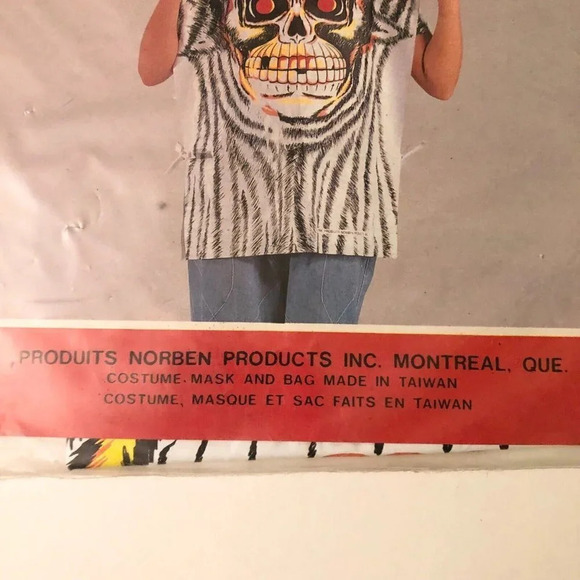 PRODUITS NORBEN PRODUCTS INC. MONTREAL, QUE.
COSTUME, MASK AND BAG MADE IN TAIWAN
COSTUME, MASQUE ET SAC FAITS EN TAIWAN